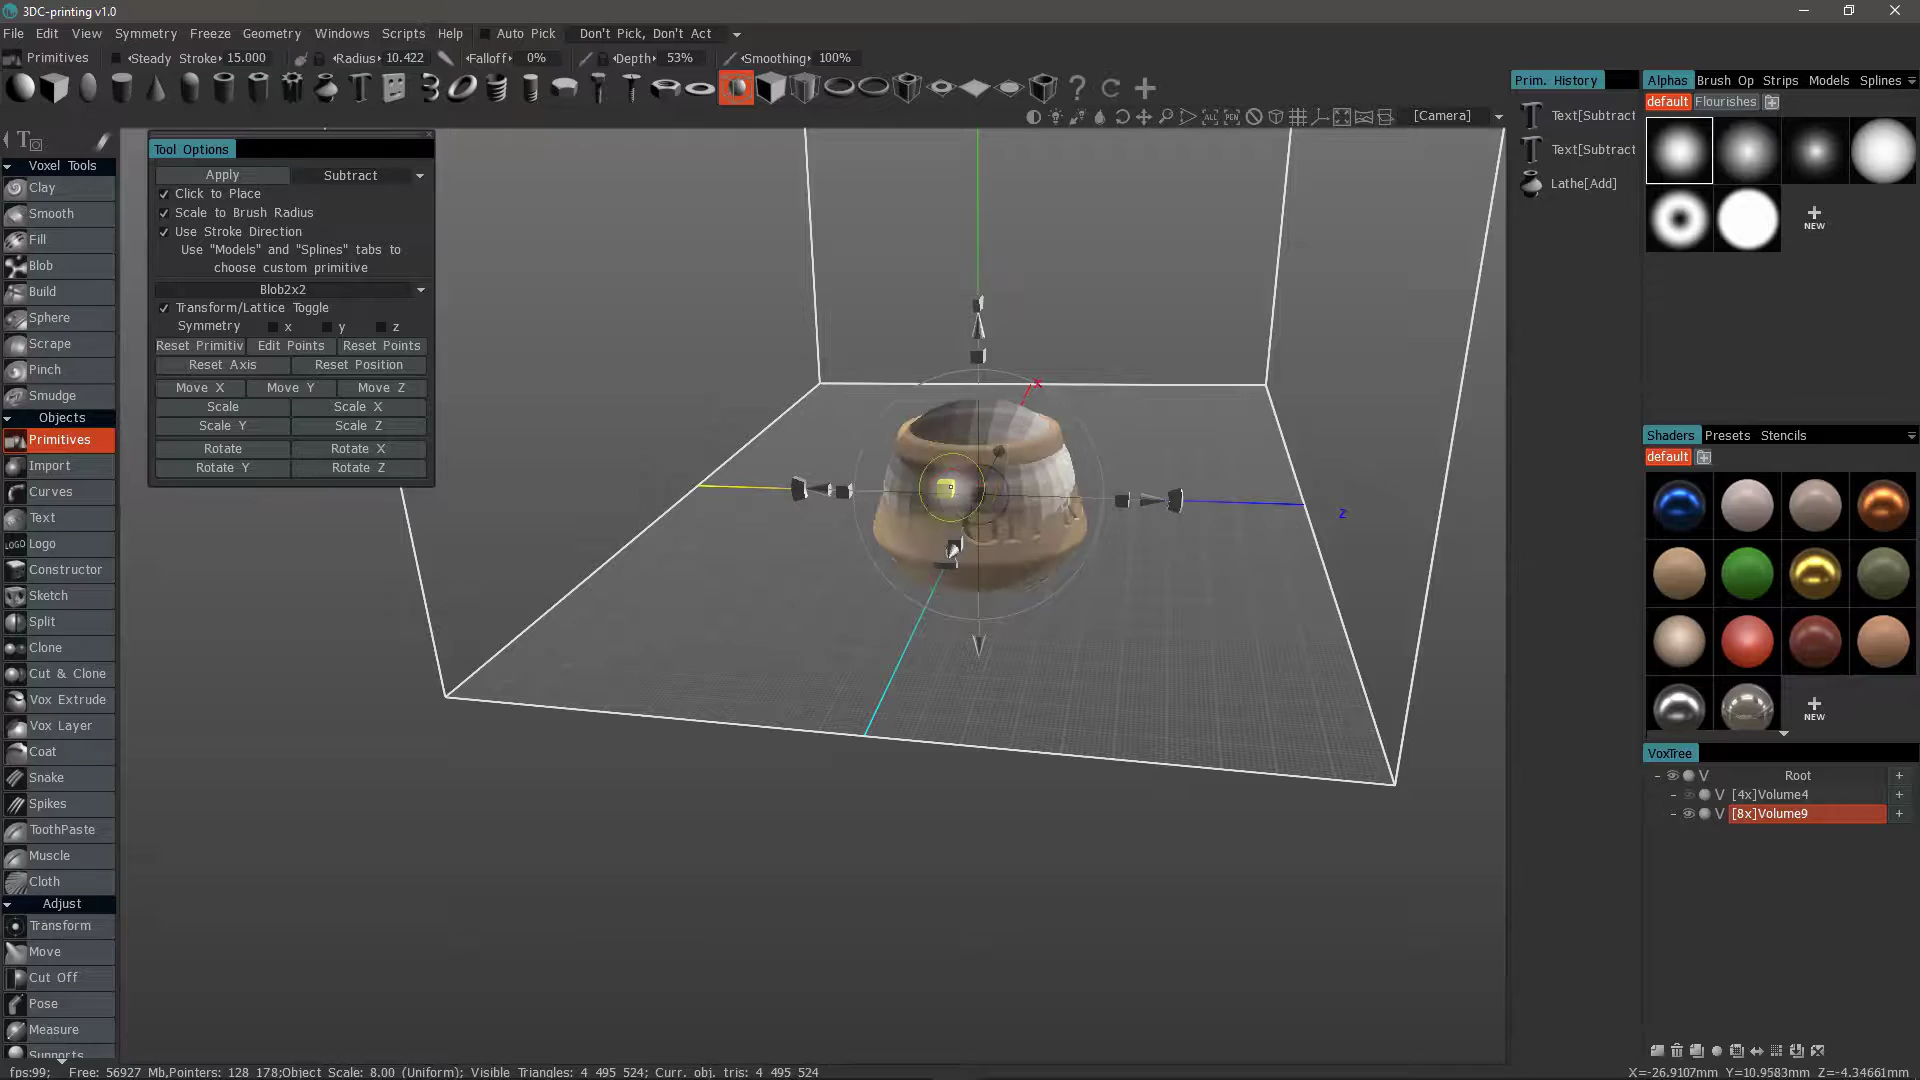 3DC-printing v1.0
File Edit View Symmetry Freeze Geometry Windows Scripts Help Auto Pick Don't Pick, Don't Act
Primitives Steady Stroke 15.000 Radius 10.422 Falloff 0% Depth 53% Smoothing 100%
[Camera]
Prim. History
Text[Subtract
Text[Subtract
Lathe[Add]
Alphas Brush Op Strips Models Splines
default Flourishes
NEW
Voxel Tools
Clay
Smooth
Fill
Blob
Build
Sphere
Scrape
Pinch
Smudge
Objects
Primitives
Import
Curves
Text
LOGO Logo
Constructor
Sketch
Split
Clone
Cut & Clone
Vox Extrude
Vox Layer
Coat
Snake
Spikes
ToothPaste
Muscle
Cloth
Adjust
Transform
Move
Cut Off
Pose
Measure
Supports
Tool Options
Apply Subtract
Click to Place
Scale to Brush Radius
Use Stroke Direction
Use "Models" and "Splines" tabs to
choose custom primitive
Blob2x2
Transform/Lattice Toggle
Symmetry x y z
Reset Primitiv Edit Points Reset Points
Reset Axis Reset Position
Move X Move Y Move Z
Scale Scale X
Scale Y Scale Z
Rotate Rotate X
Rotate Y Rotate Z
x
z
Shaders Presets Stencils
default
NEW
VoxTree
V Root
V [4x]Volume4
V [8x]Volume9
fps:99; Free: 56927 Mb,Pointers: 128 178;Object Scale: 8.00 (Uniform); Visible Triangles: 4 495 524; Curr. obj. tris: 4 495 524
X=-26.9107mm Y=10.9583mm Z=-4.34661mm